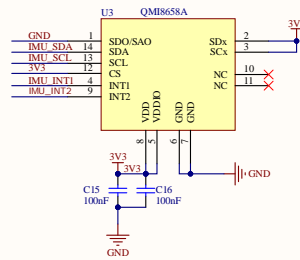 U3 QMI8658A
GND 1 SDO/SAO SDx 2 3V
IMU_SDA 14 SDA SCx 3
IMU_SCL 13 SCL
3V3 12 CS NC 10
IMU_INT1 4 INT1 NC 11
IMU_INT2 9 INT2
VDD VDDIO GND GND
8 5 6 7
3V3
3V3 GND
C15 C16
100nF 100nF
GND